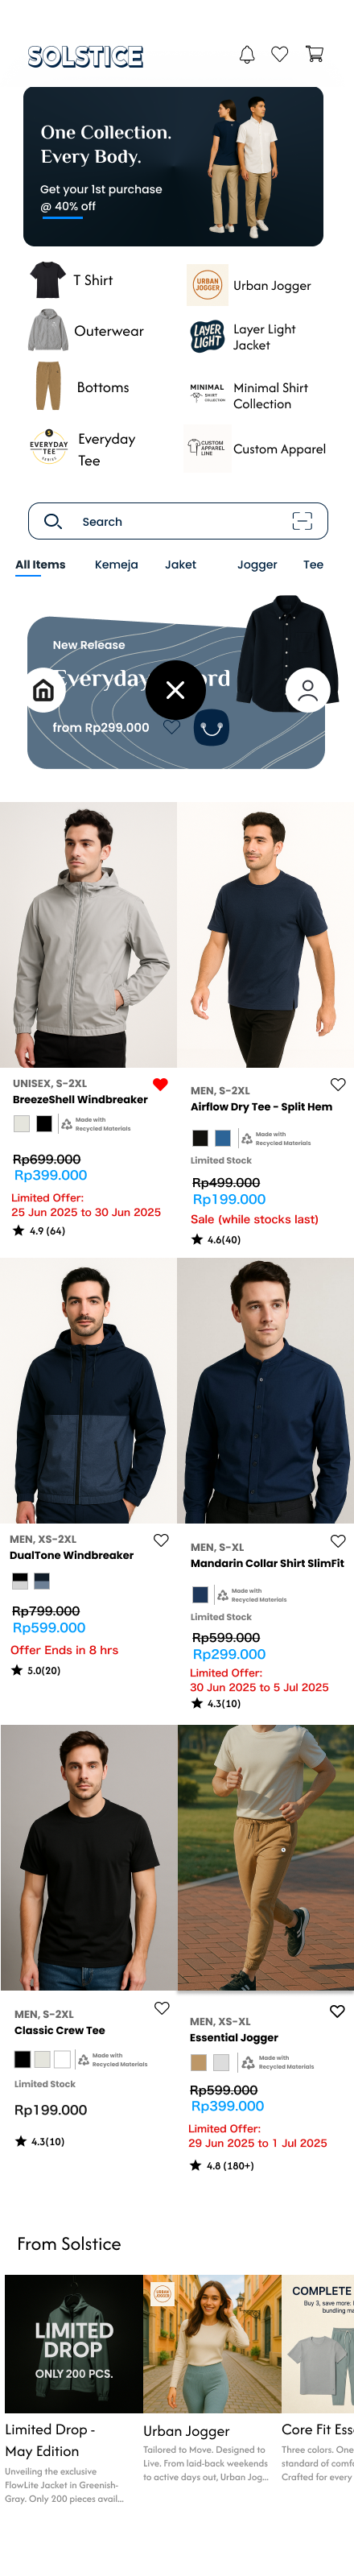 SOLSTICE
One Collection.
Every Body.
Get your 1st purchase
@ 40% off
T Shirt
URBAN
JOGGER
Urban Jogger
Outerwear
LAYER
LIGHT
Layer Light
Jacket
Bottoms
MINIMAL
SHIRT
COLLECTION
Minimal Shirt
Collection
EVERYDAY
TEE
SERIES
Everyday
Tee
CUSTOM
APPAREL
LINE
Custom Apparel
Search
All Items
Kemeja
Jaket
Jogger
Tee
New Release
Everyday
from Rp299.000
UNISEX, S-2XL
BreezeShell Windbreaker
Made with
Recycled Materials
Rp699.000
Rp399.000
Limited Offer:
25 Jun 2025 to 30 Jun 2025
4.9 (64)
MEN, S-2XL
Airflow Dry Tee - Split Hem
Made with
Recycled Materials
Limited Stock
Rp499.000
Rp199.000
Sale (while stocks last)
4.6(40)
MEN, XS-2XL
DualTone Windbreaker
Rp799.000
Rp599.000
Offer Ends in 8 hrs
5.0(20)
MEN, S-XL
Mandarin Collar Shirt SlimFit
Made with
Recycled Materials
Limited Stock
Rp599.000
Rp299.000
Limited Offer:
30 Jun 2025 to 5 Jul 2025
4.3(10)
MEN, S-2XL
Classic Crew Tee
Made with
Recycled Materials
Limited Stock
Rp199.000
4.3(10)
MEN, XS-XL
Essential Jogger
Made with
Recycled Materials
Rp599.000
Rp399.000
Limited Offer:
29 Jun 2025 to 1 Jul 2025
4.8 (180+)
From Solstice
LIMITED
DROP
ONLY 200 PCS.
Limited Drop -
May Edition
Unveiling the exclusive
FlowLite Jacket in Greenish-
Gray. Only 200 pieces avail...
URBAN
JOGGER
Urban Jogger
Tailored to Move. Designed to
Live. From laid-back weekends
to active days out, Urban Jog...
COMPLETE
Buy 3, save more:
bundling ma
Core Fit Ess
Three colors. One
standard of comf
Crafted for every